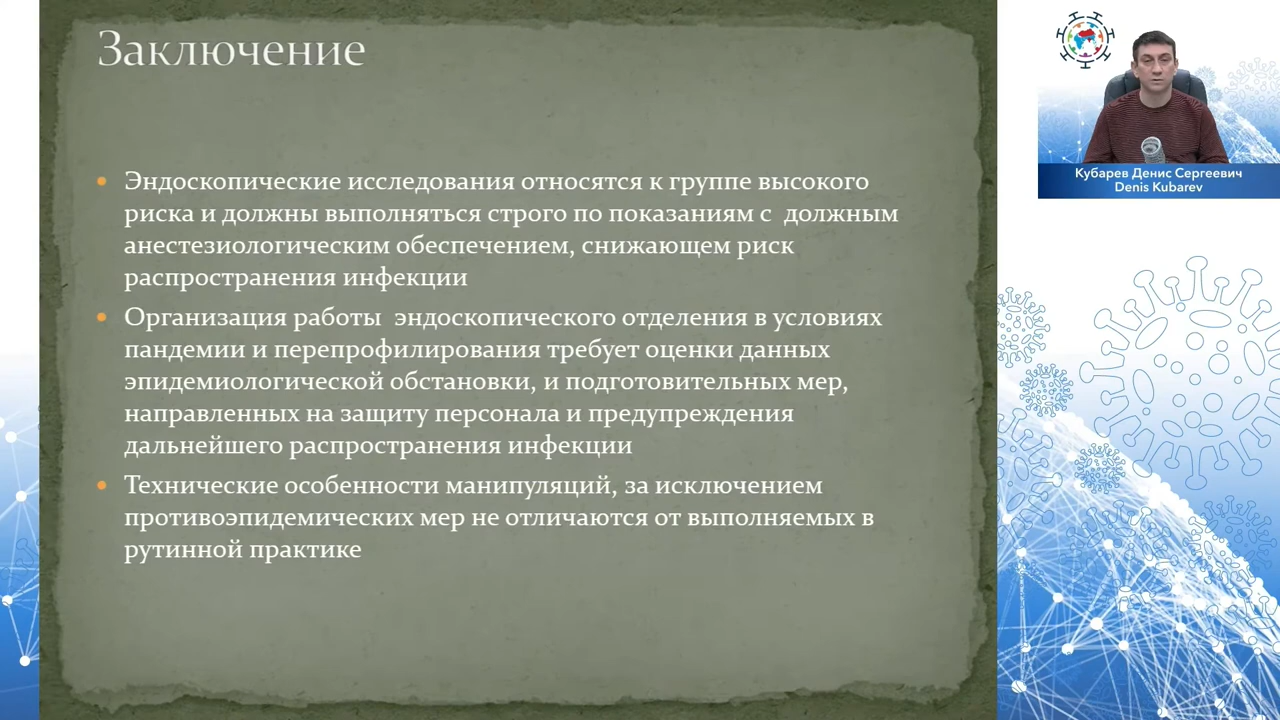 Заключение
Эндоскопические исследования относятся к группе высокого
риска и должны выполняться строго по показаниям с должным
анестезиологическим обеспечением, снижающем риск
распространения инфекции
Организация работы эндоскопического отделения в условиях
пандемии и перепрофилирования требует оценки данных
эпидемиологической обстановки, и подготовительных мер,
направленных на защиту персонала и предупреждения
дальнейшего распространения инфекции
Технические особенности манипуляций, за исключением
противоэпидемических мер не отличаются от выполняемых в
рутинной практике
Кубарев Денис Сергеевич
Denis Kubarev